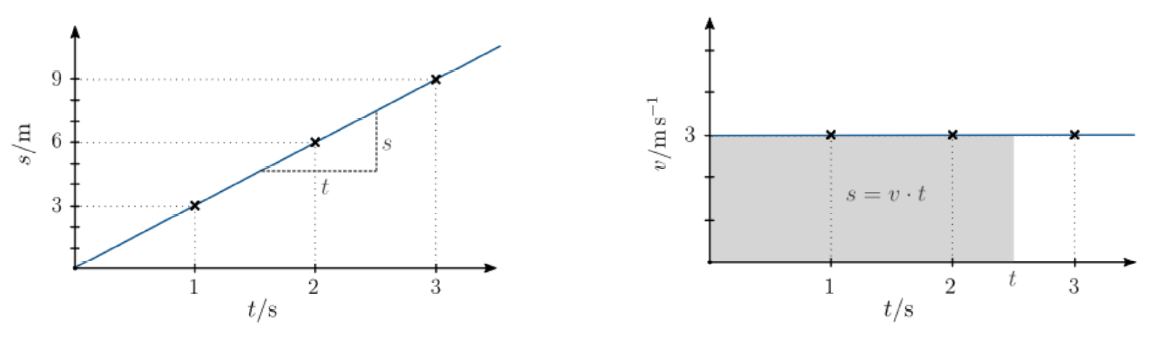 s/m
9
6
3
s
t
1 2 3
t/s
v/m s⁻¹
3
s = v · t
1 2 t 3
t/s